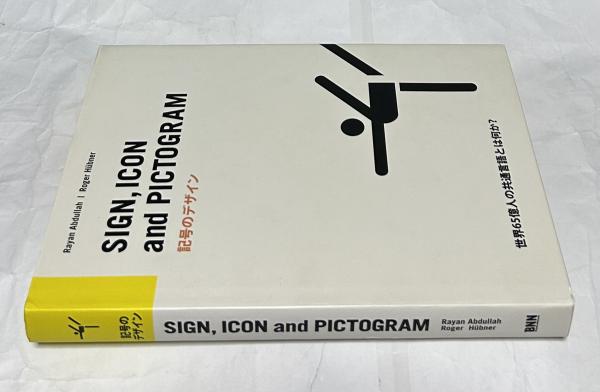 Rayan Abdullah | Roger Hübner
SIGN, ICON
and PICTOGRAM
記号のデザイン
世界65億人の共通言語とは何か?
記号の
デザイン
SIGN, ICON and PICTOGRAM
Rayan Abdullah
Roger Hübner
BNN